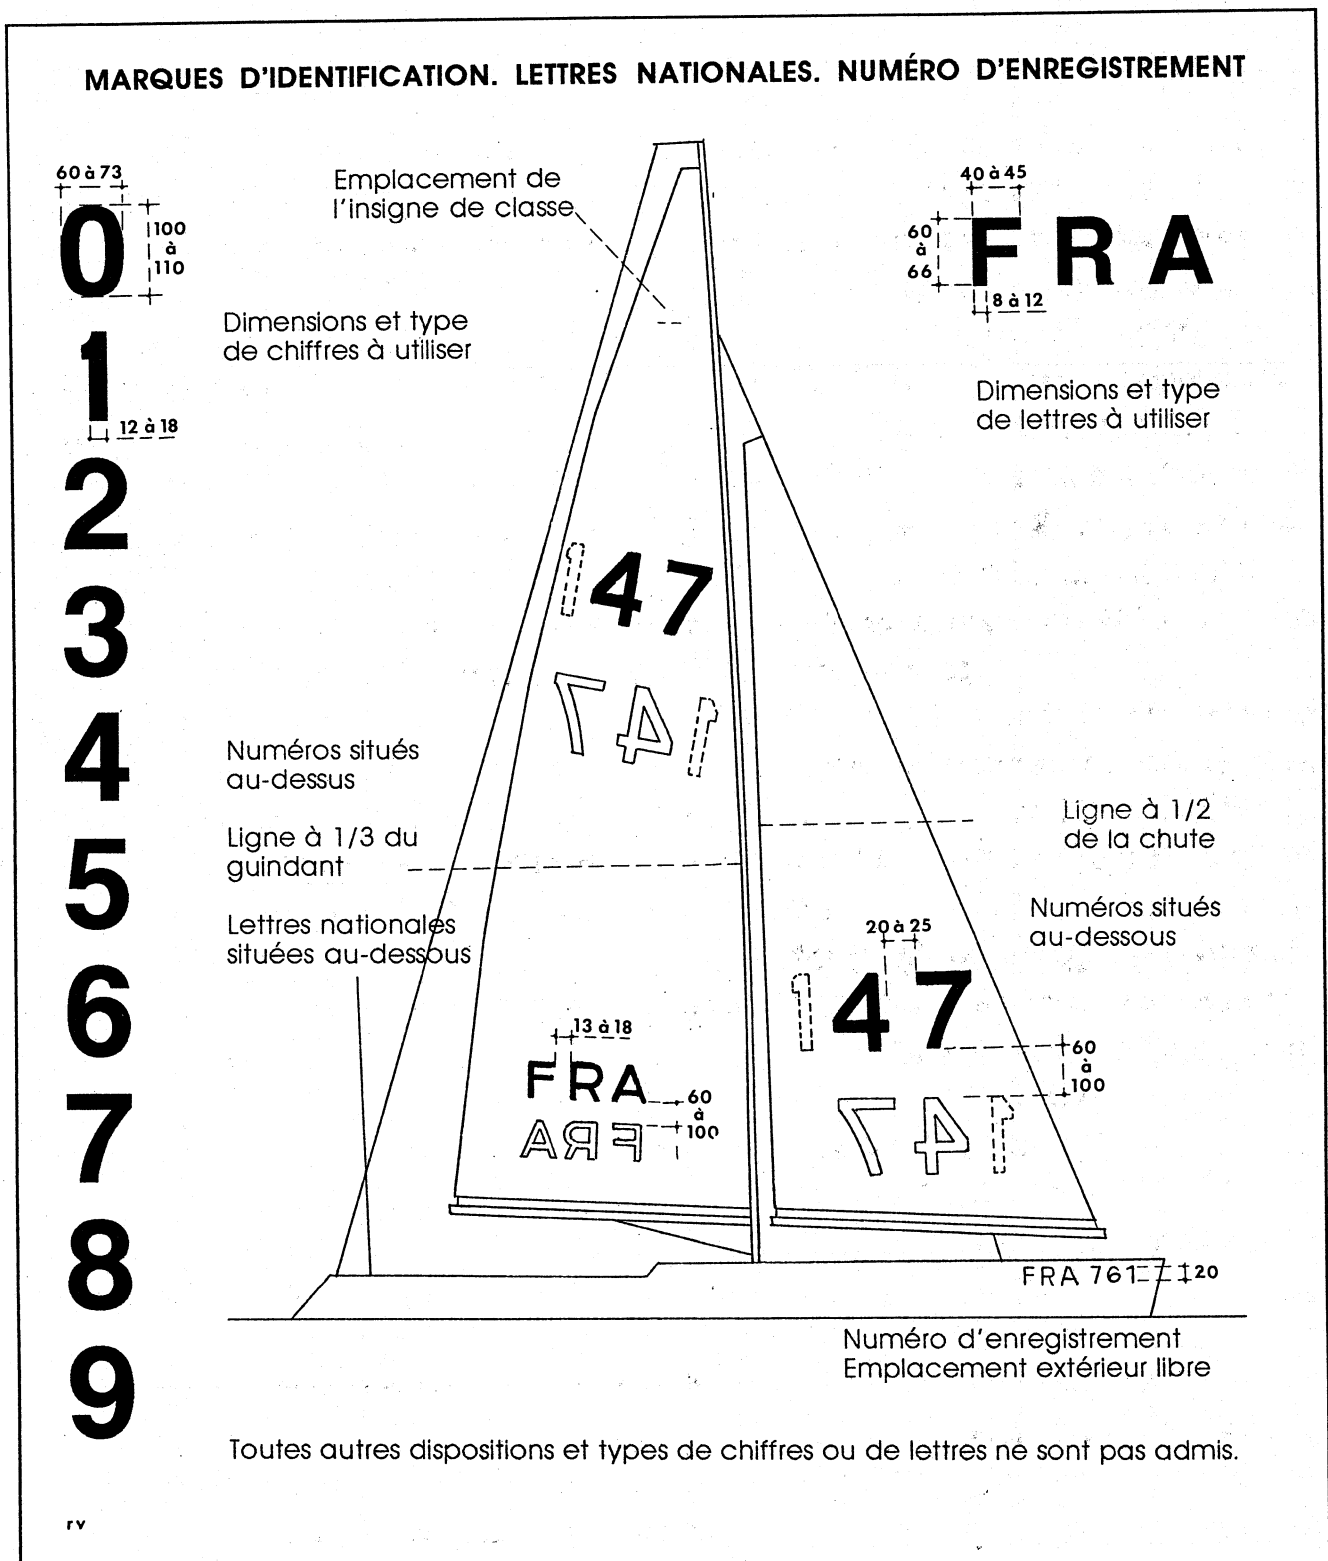 MARQUES D'IDENTIFICATION. LETTRES NATIONALES. NUMÉRO D'ENREGISTREMENT
60 à 73
0
100
à
110
1
12 à 18
2
3
4
5
6
7
8
9
Emplacement de
l'insigne de classe
Dimensions et type
de chiffres à utiliser
40 à 45
60
à
66
FRA
8 à 12
Dimensions et type
de lettres à utiliser
147
147
Numéros situés
au-dessus
Ligne à 1/3 du
guindant
Lettres nationales
situées au-dessous
Ligne à 1/2
de la chute
Numéros situés
au-dessous
20 à 25
147
60
à
100
147
13 à 18
FRA
60
à
100
FRA
FRA 761
20
Numéro d'enregistrement
Emplacement extérieur libre
Toutes autres dispositions et types de chiffres ou de lettres ne sont pas admis.
rv